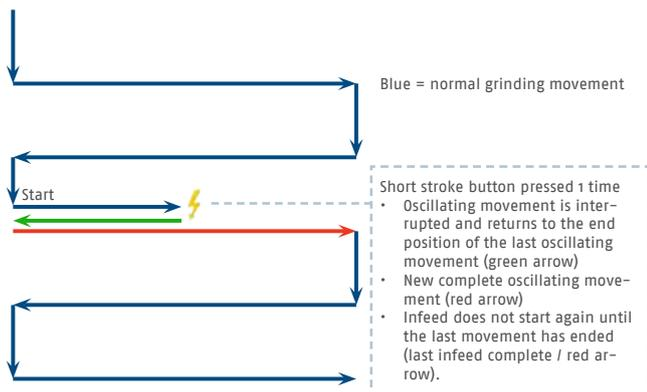 Blue = normal grinding movement
Start
Short stroke button pressed 1 time
• Oscillating movement is inter-
rupted and returns to the end
position of the last oscillating
movement (green arrow)
• New complete oscillating move-
ment (red arrow)
• Infeed does not start again until
the last movement has ended
(last infeed complete / red ar-
row).